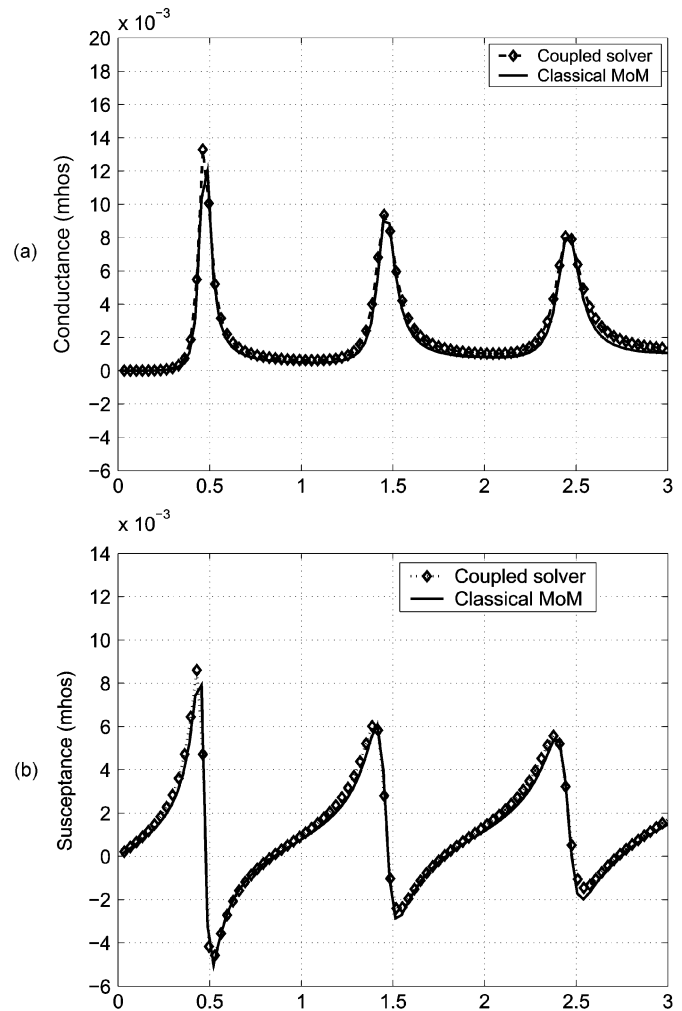 x 10⁻³
20
18
16
14
12
10
8
6
4
2
0
−2
−4
−6
Conductance (mhos)
(a)
Coupled solver
Classical MoM
0 0.5 1 1.5 2 2.5 3
x 10⁻³
14
12
10
8
6
4
2
0
−2
−4
−6
Susceptance (mhos)
(b)
Coupled solver
Classical MoM
0 0.5 1 1.5 2 2.5 3